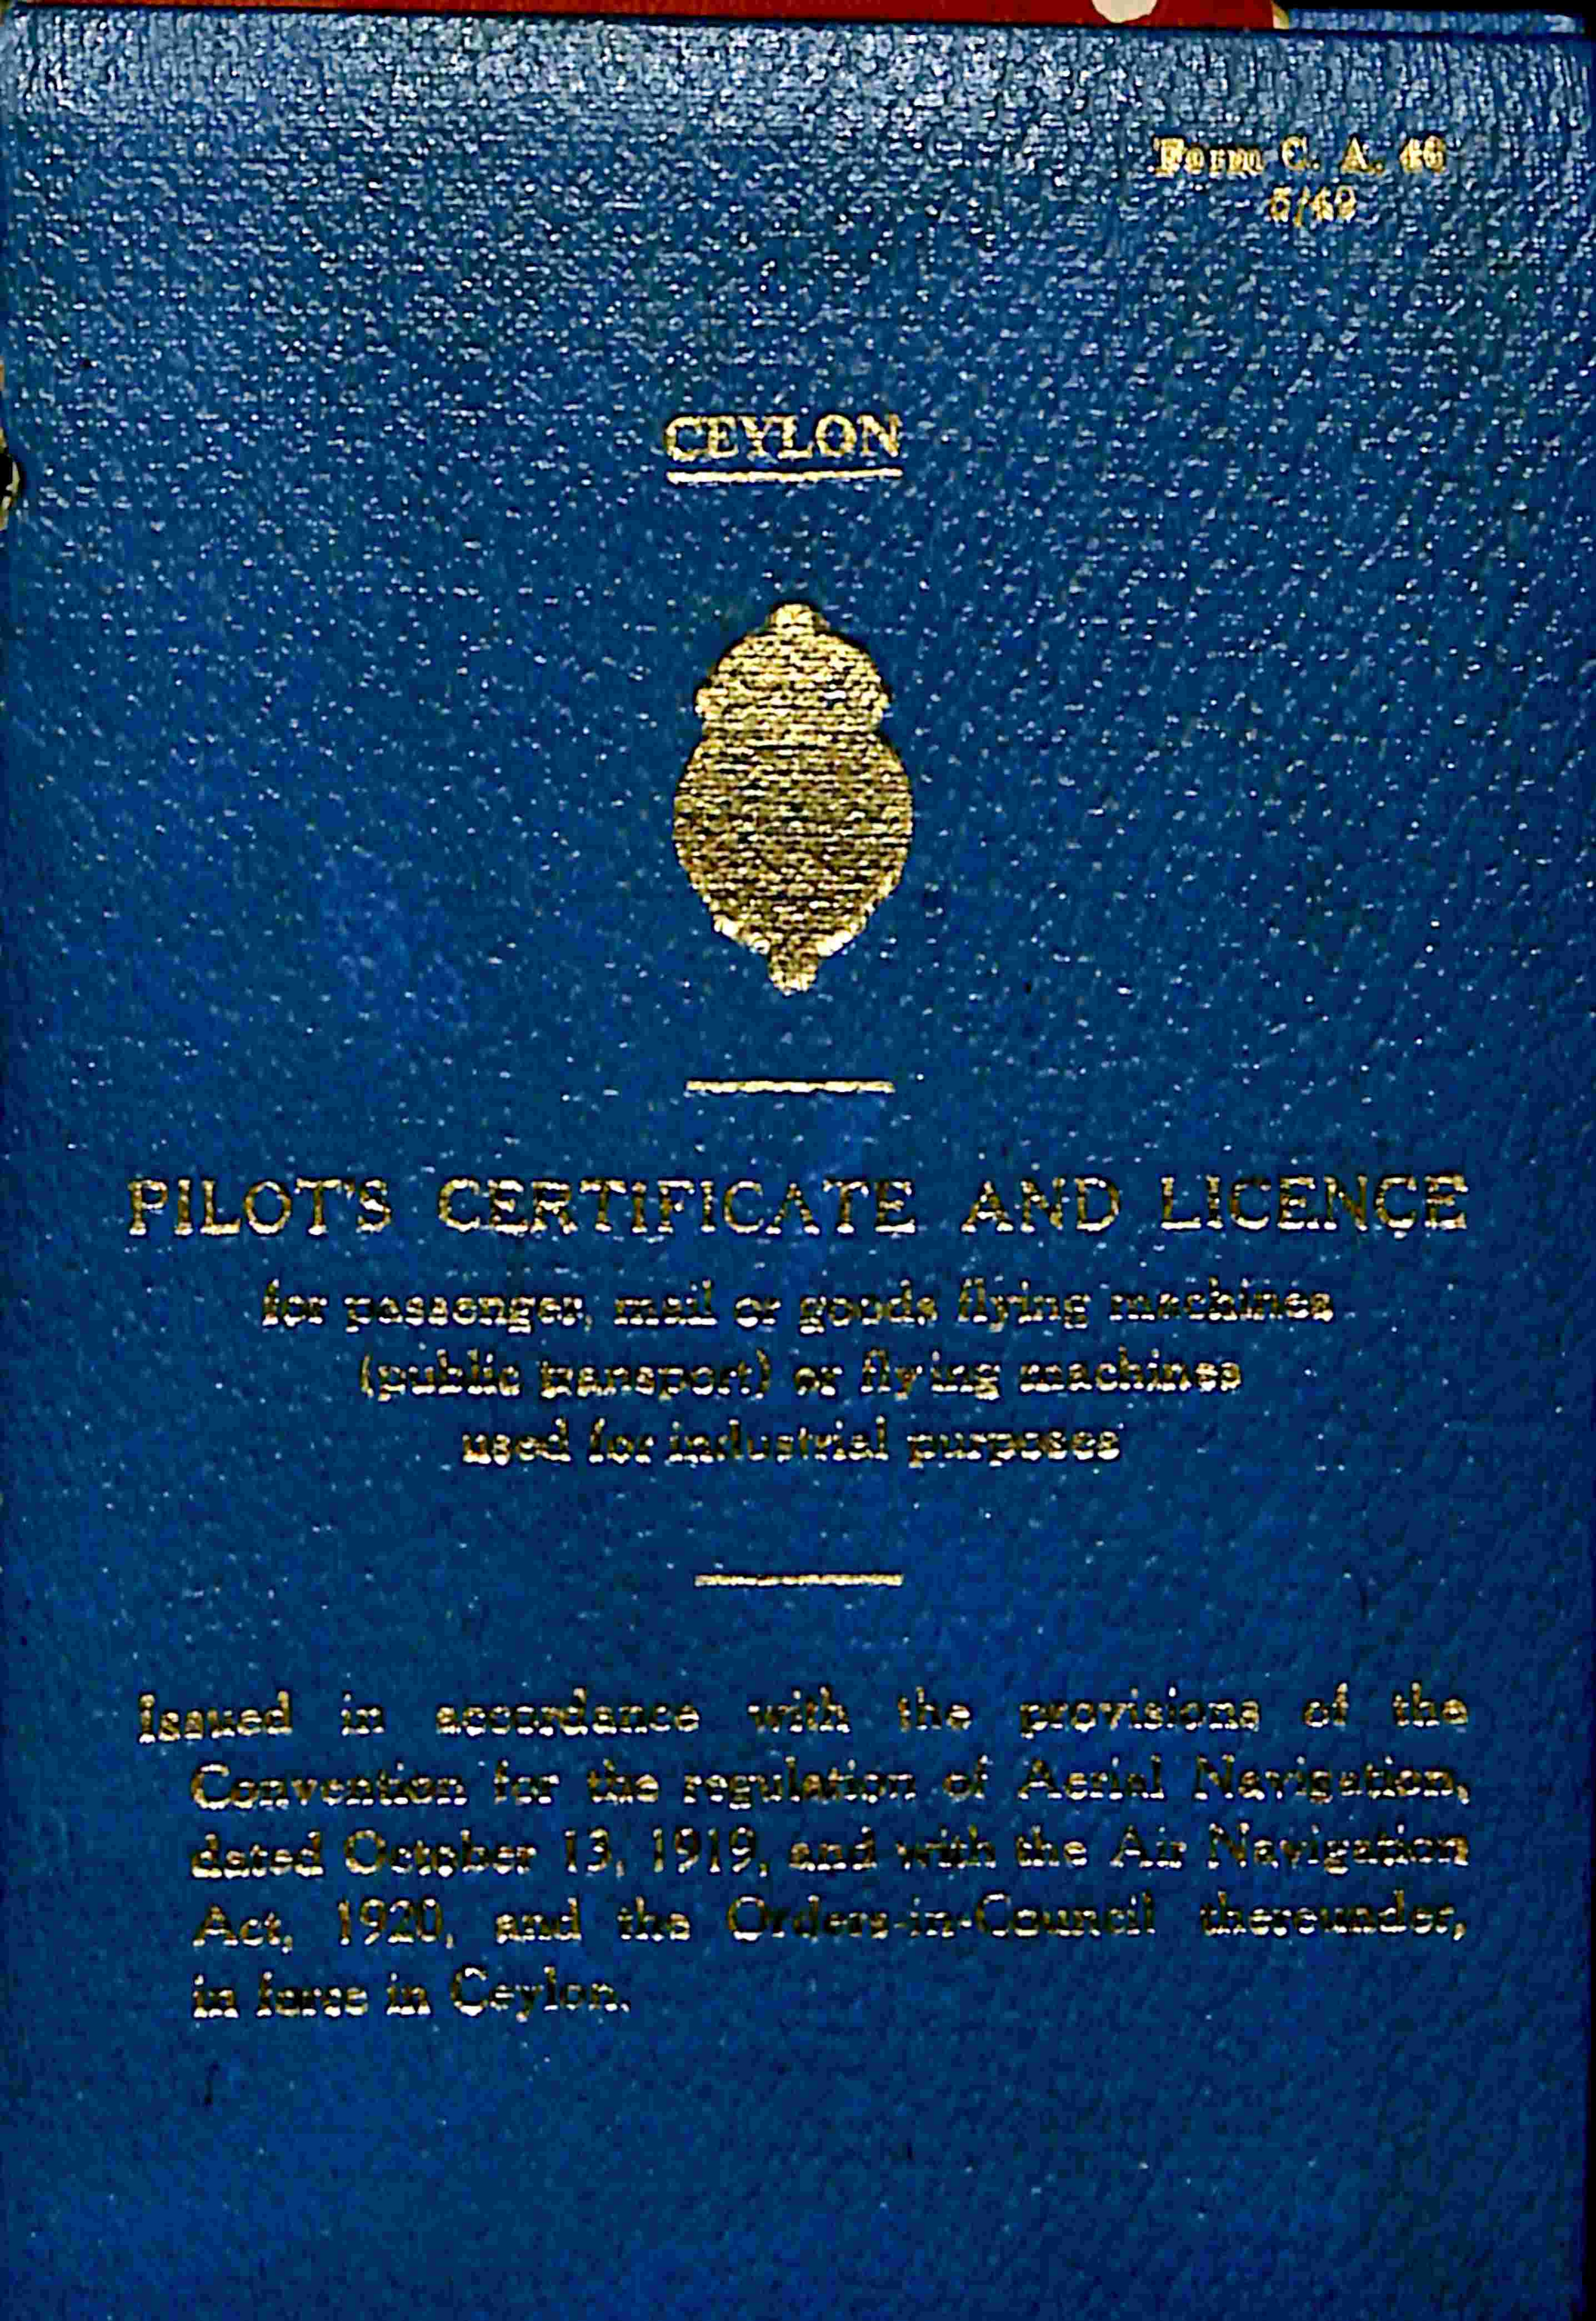 Form C. A. 46
5/49
CEYLON
PILOT'S CERTIFICATE AND LICENCE
for passenger, mail or goods flying machines
(public transport) or flying machines
used for industrial purposes
Issued in accordance with the provisions of the
Convention for the regulation of Aerial Navigation,
dated October 13, 1919, and with the Air Navigation
Act, 1920, and the Orders-in-Council thereunder,
in force in Ceylon.